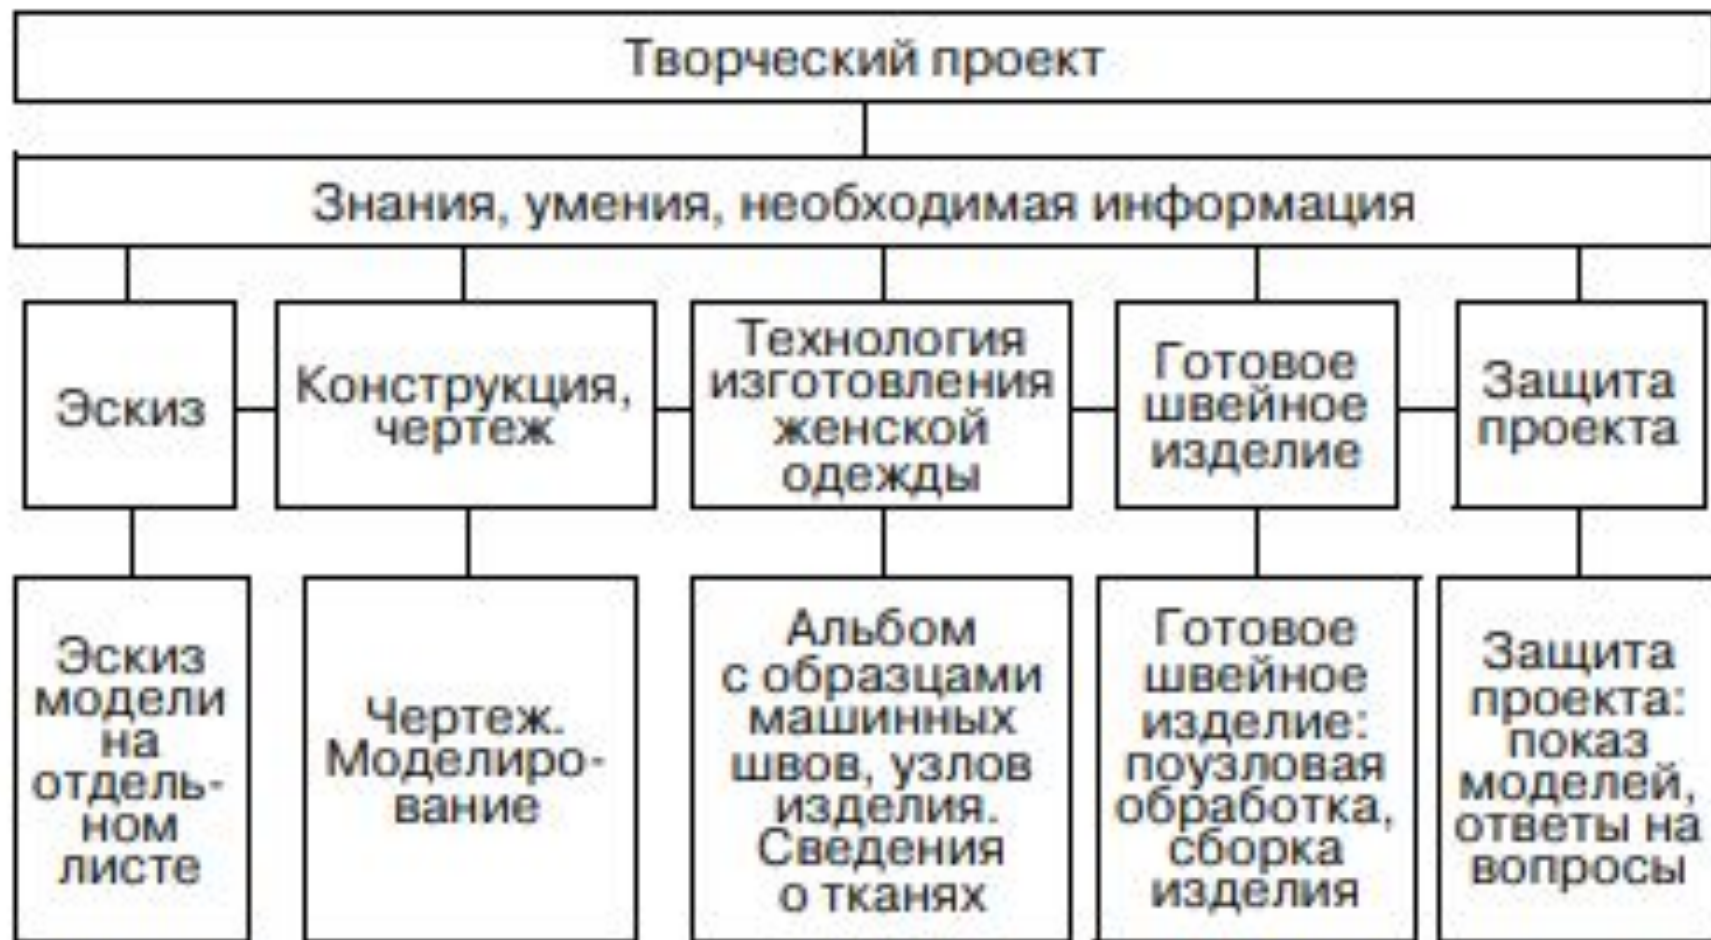 Творческий проект
Знания, умения, необходимая информация
Эскиз
Конструкция,
чертеж
Технология
изготовления
женской
одежды
Готовое
швейное
изделие
Защита
проекта
Эскиз
модели
на
отдель-
ном
листе
Чертеж.
Моделиро-
вание
Альбом
с образцами
машинных
швов, узлов
изделия.
Сведения
о тканях
Готовое
швейное
изделие:
поузловая
обработка,
сборка
изделия
Защита
проекта:
показ
моделей,
ответы на
вопросы